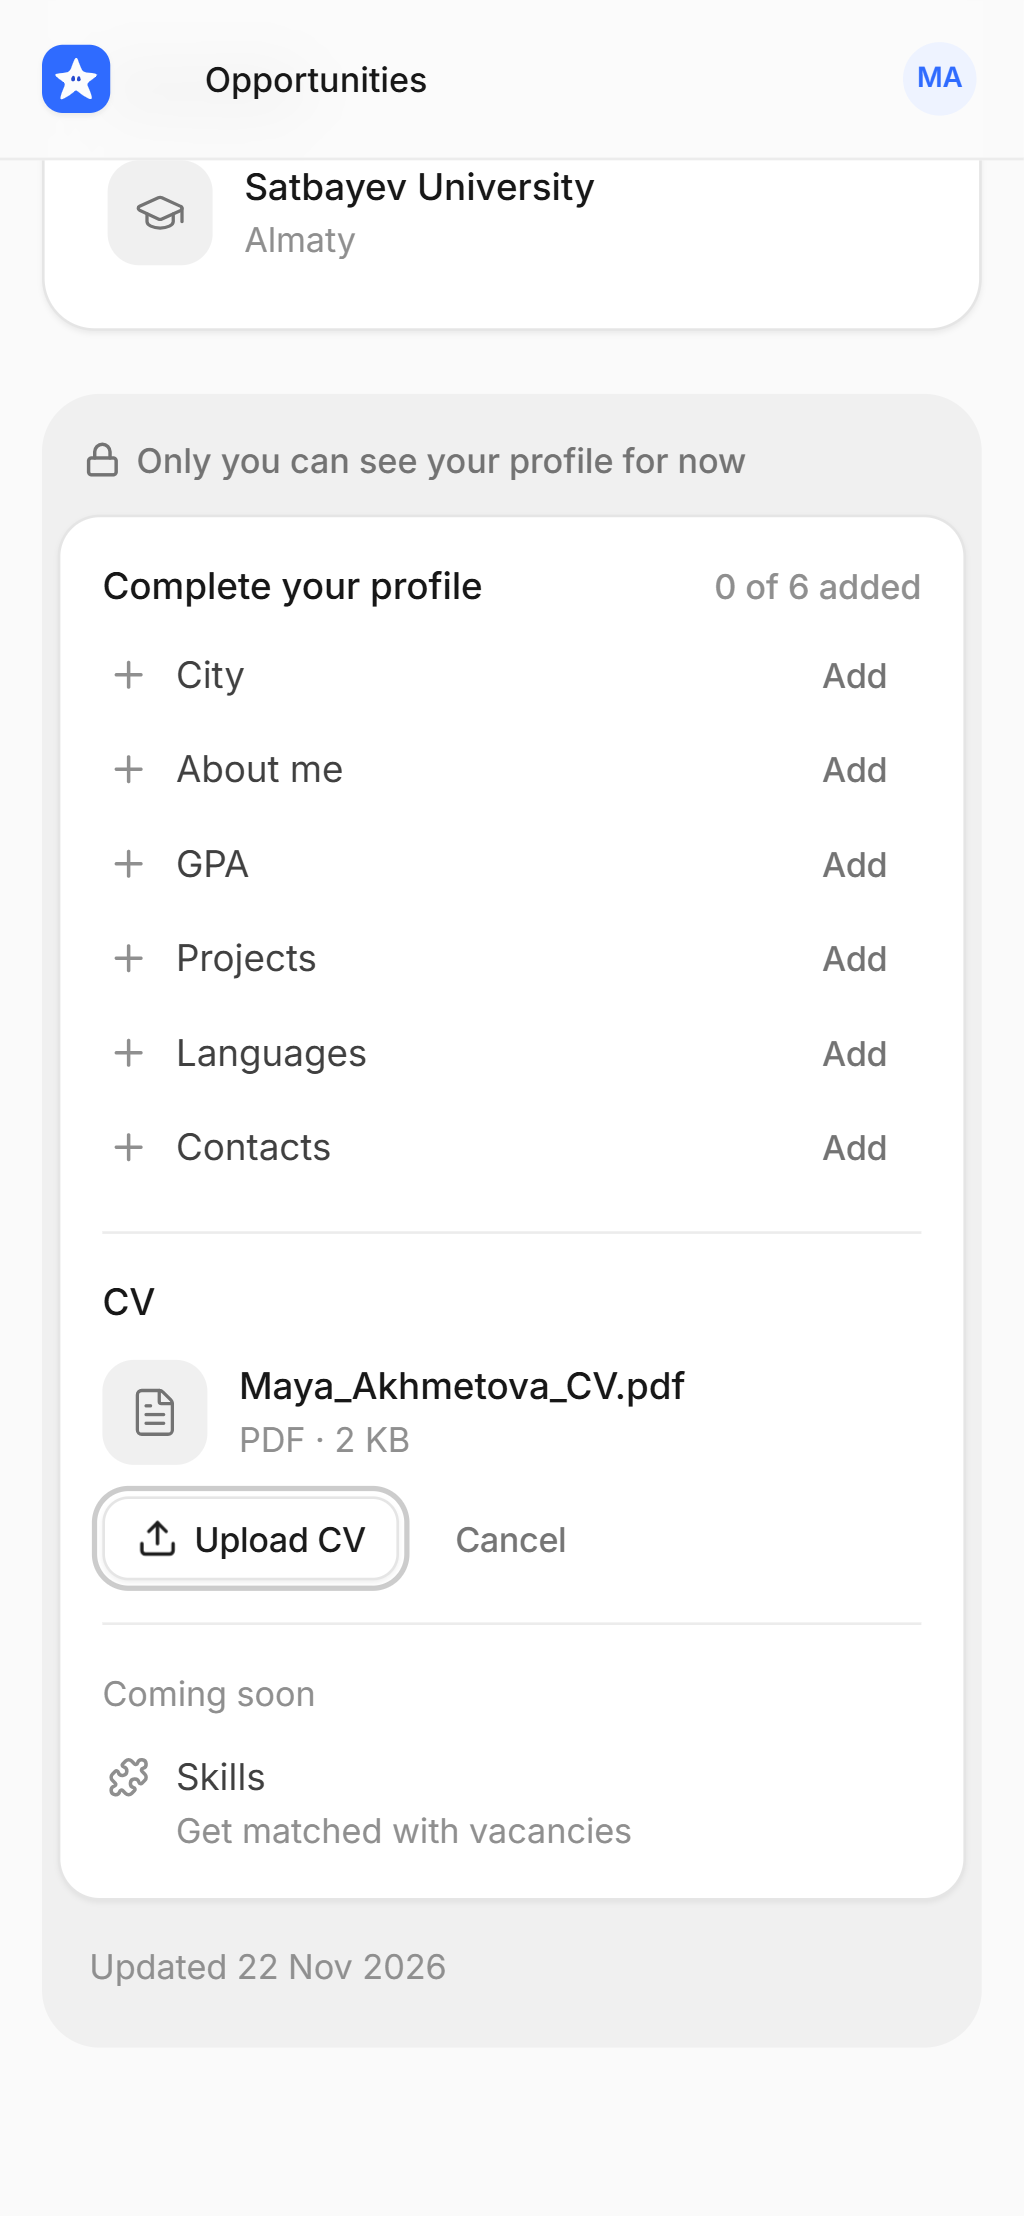 Opportunities
MA
Satbayev University
Almaty
Only you can see your profile for now
Complete your profile
0 of 6 added
City
Add
About me
Add
GPA
Add
Projects
Add
Languages
Add
Contacts
Add
CV
Maya_Akhmetova_CV.pdf
PDF · 2 KB
Upload CV
Cancel
Coming soon
Skills
Get matched with vacancies
Updated 22 Nov 2026